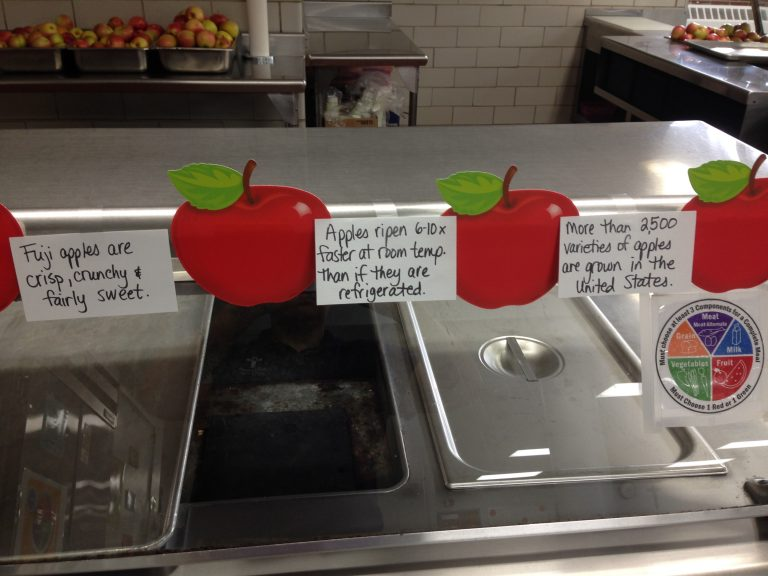 Fuji apples are
crisp, crunchy &
fairly sweet.
Apples ripen 6-10x
faster at room temp.
than if they are
refrigerated.
More than 2,500
varieties of apples
are grown in the
United States.
Must choose at least 3 Components for a Complete Meal
Meat
Meat Alternate
Grain
Milk
Vegetables
Fruit
Must Choose 1 Red or 1 Green